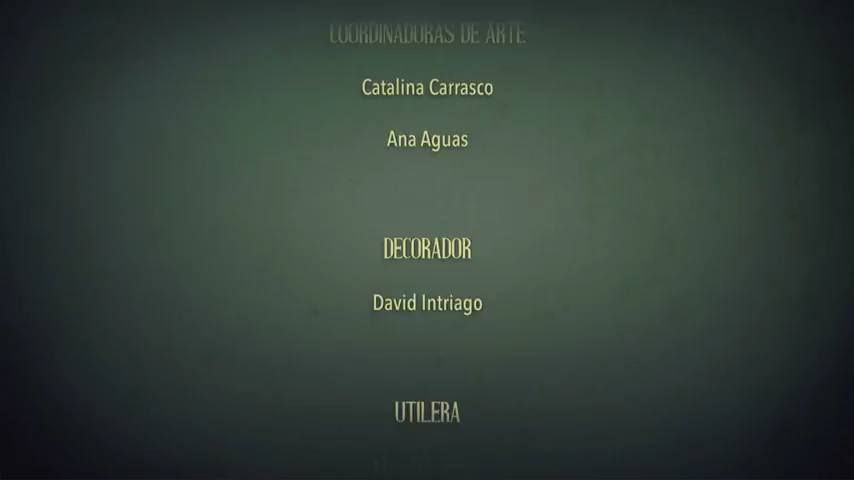 COORDINADORAS DE ARTE
Catalina Carrasco
Ana Aguas
DECORADOR
David Intriago
UTILERA